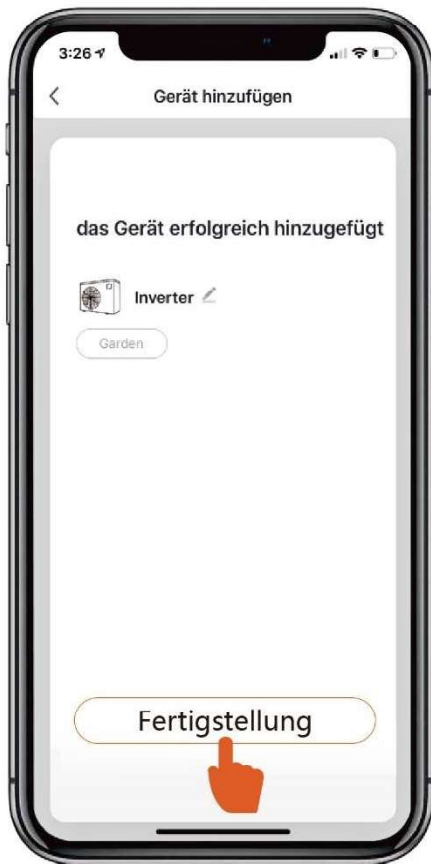 3:26
Gerät hinzufügen
das Gerät erfolgreich hinzugefügt
Inverter
Garden
Fertigstellung